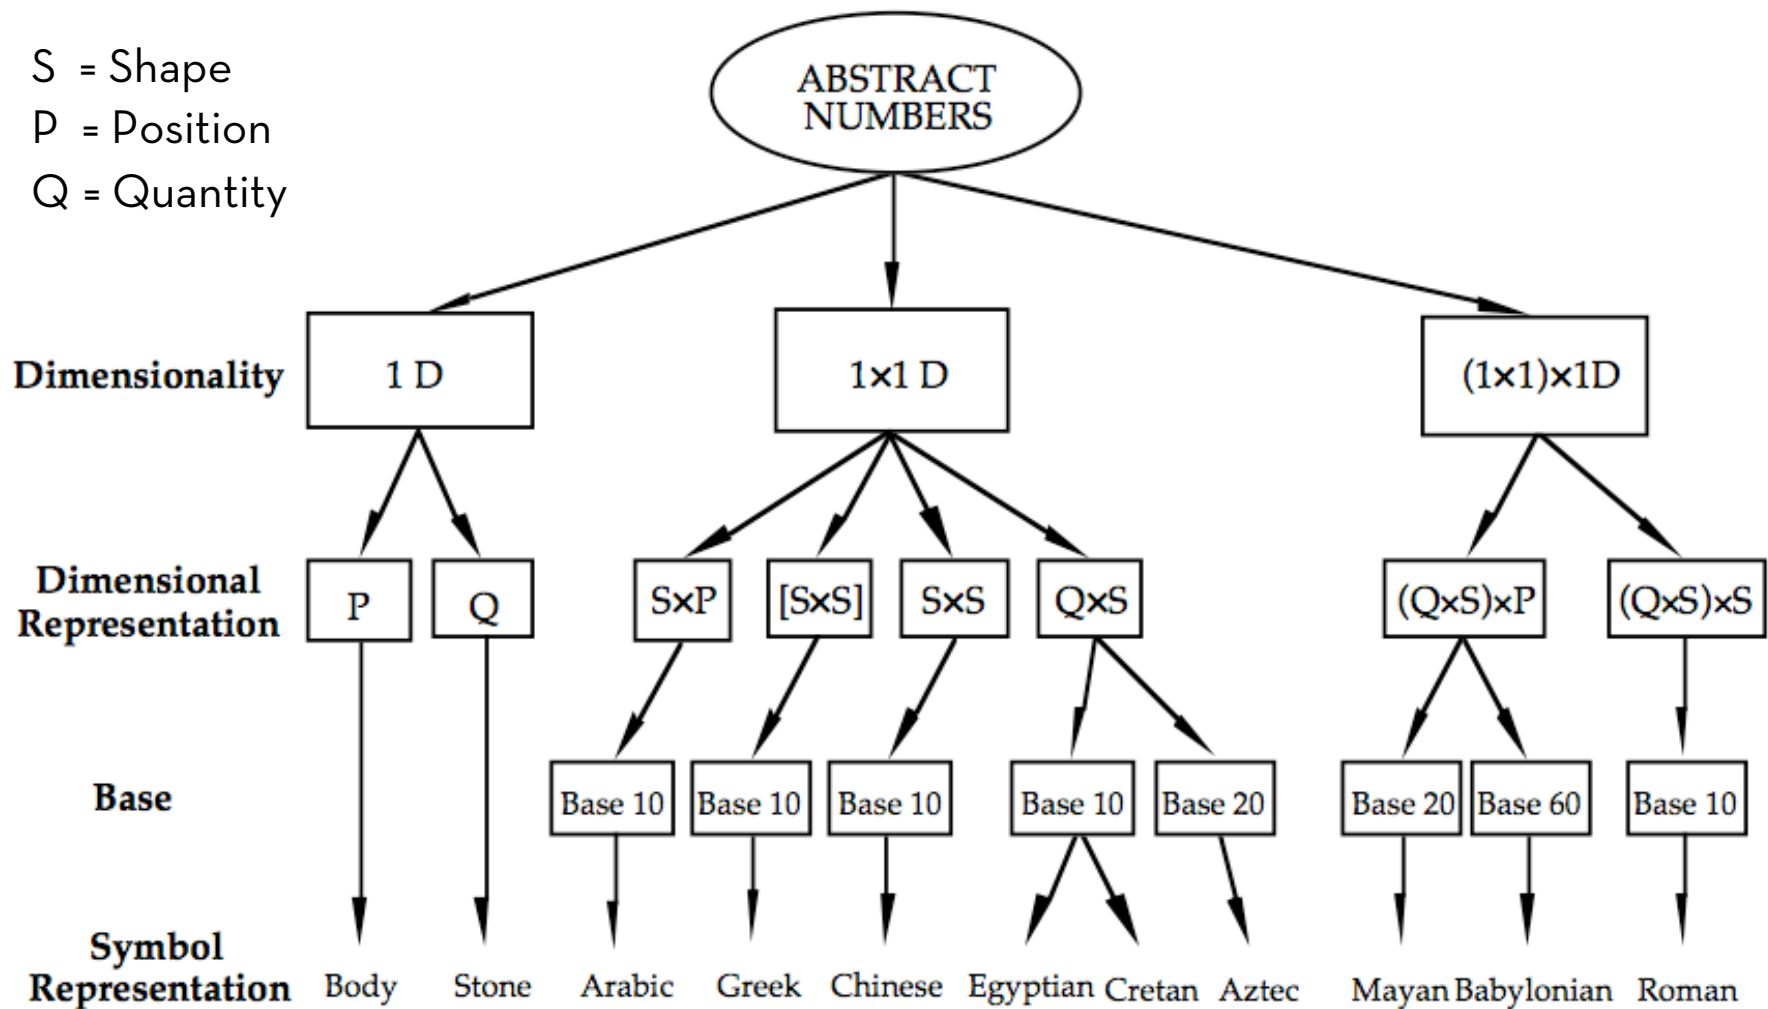 S = Shape
P = Position
Q = Quantity
ABSTRACT
NUMBERS
Dimensionality
1 D
1×1 D
(1×1)×1D
Dimensional
Representation
P
Q
S×P
[S×S]
S×S
Q×S
(Q×S)×P
(Q×S)×S
Base
Base 10
Base 10
Base 10
Base 10
Base 20
Base 20
Base 60
Base 10
Symbol
Representation
Body
Stone
Arabic
Greek
Chinese
Egyptian
Cretan
Aztec
Mayan
Babylonian
Roman